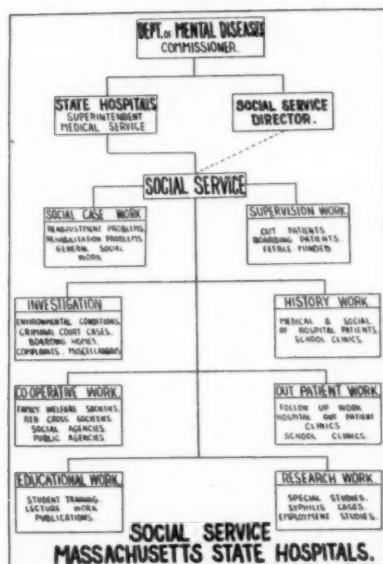 DEPT. OF MENTAL DISEASES
COMMISSIONER.
STATE HOSPITALS
SUPERINTENDENT
MEDICAL SERVICE
SOCIAL SERVICE
DIRECTOR.
SOCIAL SERVICE
SOCIAL CASE WORK
READJUSTMENT PROBLEMS.
REHABILITATION PROBLEMS.
GENERAL SOCIAL
WORK
SUPERVISION WORK.
OUT PATIENTS
BOARDING PATIENTS.
FEEBLE MINDED
INVESTIGATION
ENVIRONMENTAL CONDITIONS.
CRIMINAL COURT CASES.
BOARDING HOMES.
COMPLAINTS. MISCELLANEOUS
HISTORY WORK.
MEDICAL & SOCIAL
OF HOSPITAL PATIENTS.
SCHOOL CLINICS.
CO-OPERATIVE WORK.
FAMILY WELFARE SOCIETIES.
RED CROSS SOCIETIES.
SOCIAL AGENCIES
PUBLIC AGENCIES.
OUT PATIENT WORK
FOLLOW UP WORK
HOSPITAL OUT PATIENT
CLINICS
SCHOOL CLINICS.
EDUCATIONAL WORK.
STUDENT TRAINING.
LECTURE WORK
PUBLICATIONS.
RESEARCH WORK.
SPECIAL STUDIES.
SYPHILIS CASES.
EMPLOYMENT STUDIES.
SOCIAL SERVICE
MASSACHUSETTS STATE HOSPITALS.